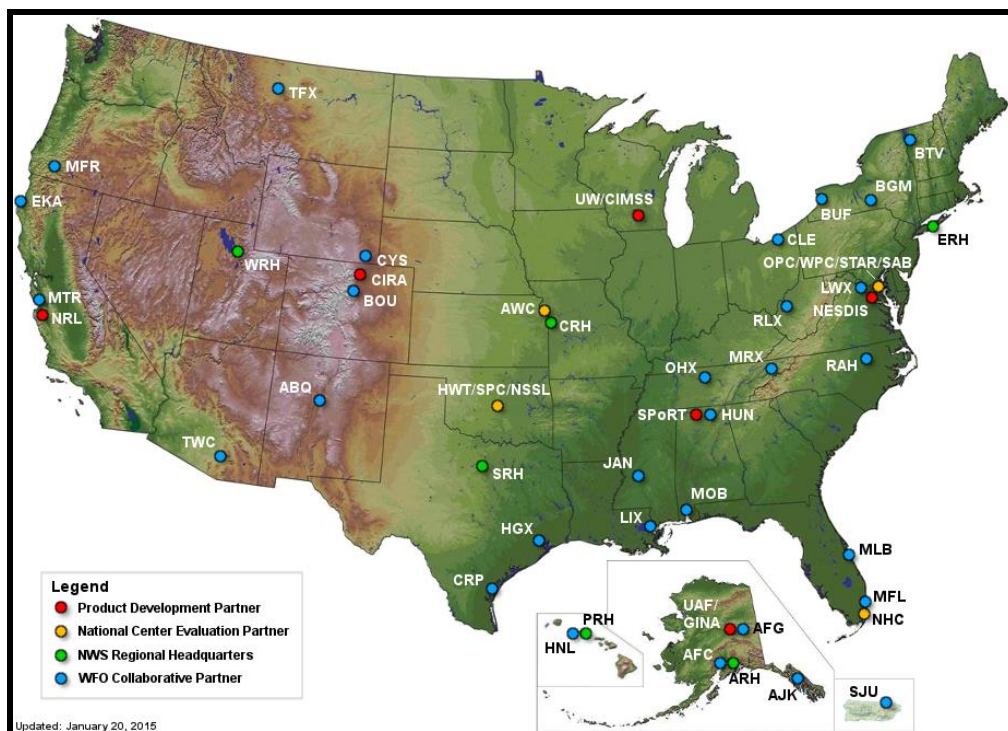 TFX
MFR
EKA
WRH
CYS
CIRA
BOU
MTR
NRL
ABQ
TWC
UW/CIMSS
AWC
CRH
HWT/SPC/NSSL
SRH
HGX
CRP
BTV
BGM
BUF
ERH
CLE
OPC/WPC/STAR/SAB
LWX
NESDIS
RLX
MRX
OHX
RAH
SPoRT
HUN
JAN
MOB
LIX
MLB
MFL
NHC
Legend
Product Development Partner
National Center Evaluation Partner
NWS Regional Headquarters
WFO Collaborative Partner
PRH
HNL
UAF/
GINA
AFG
AFC
ARH
AJK
SJU
Updated: January 20, 2015